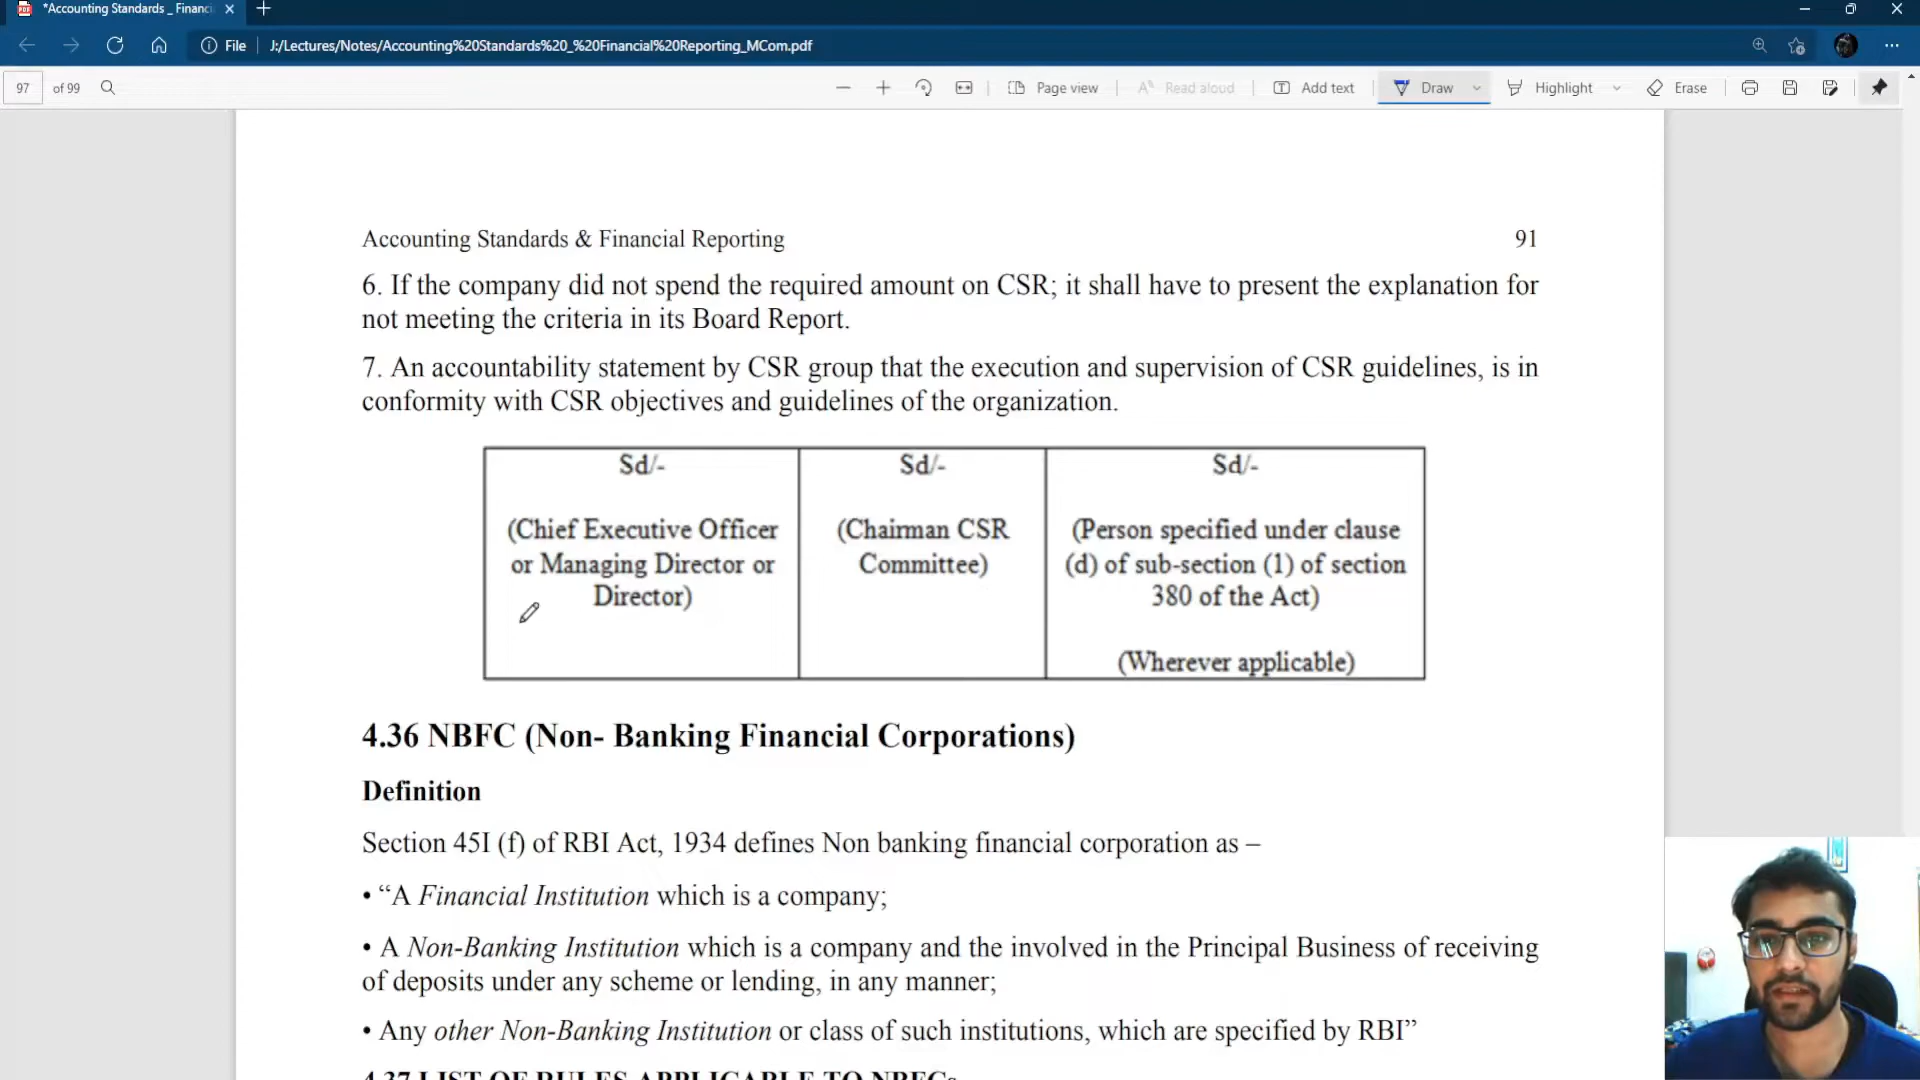 *Accounting Standards _ Financi
File
J:/Lectures/Notes/Accounting%20Standards%20_%20Financial%20Reporting_MCom.pdf
97 of 99
Page view
Read aloud
Add text
Draw
Highlight
Erase
Accounting Standards & Financial Reporting 91
6. If the company did not spend the required amount on CSR; it shall have to present the explanation for
not meeting the criteria in its Board Report.
7. An accountability statement by CSR group that the execution and supervision of CSR guidelines, is in
conformity with CSR objectives and guidelines of the organization.
Sd/-
(Chief Executive Officer
or Managing Director or
Director)
Sd/-
(Chairman CSR
Committee)
Sd/-
(Person specified under clause
(d) of sub-section (1) of section
380 of the Act)
(Wherever applicable)
4.36 NBFC (Non- Banking Financial Corporations)
Definition
Section 45I (f) of RBI Act, 1934 defines Non banking financial corporation as –
• “A Financial Institution which is a company;
• A Non-Banking Institution which is a company and the involved in the Principal Business of receiving
of deposits under any scheme or lending, in any manner;
• Any other Non-Banking Institution or class of such institutions, which are specified by RBI”
4.37 LIST OF RULES APPLICABLE TO NBFCs